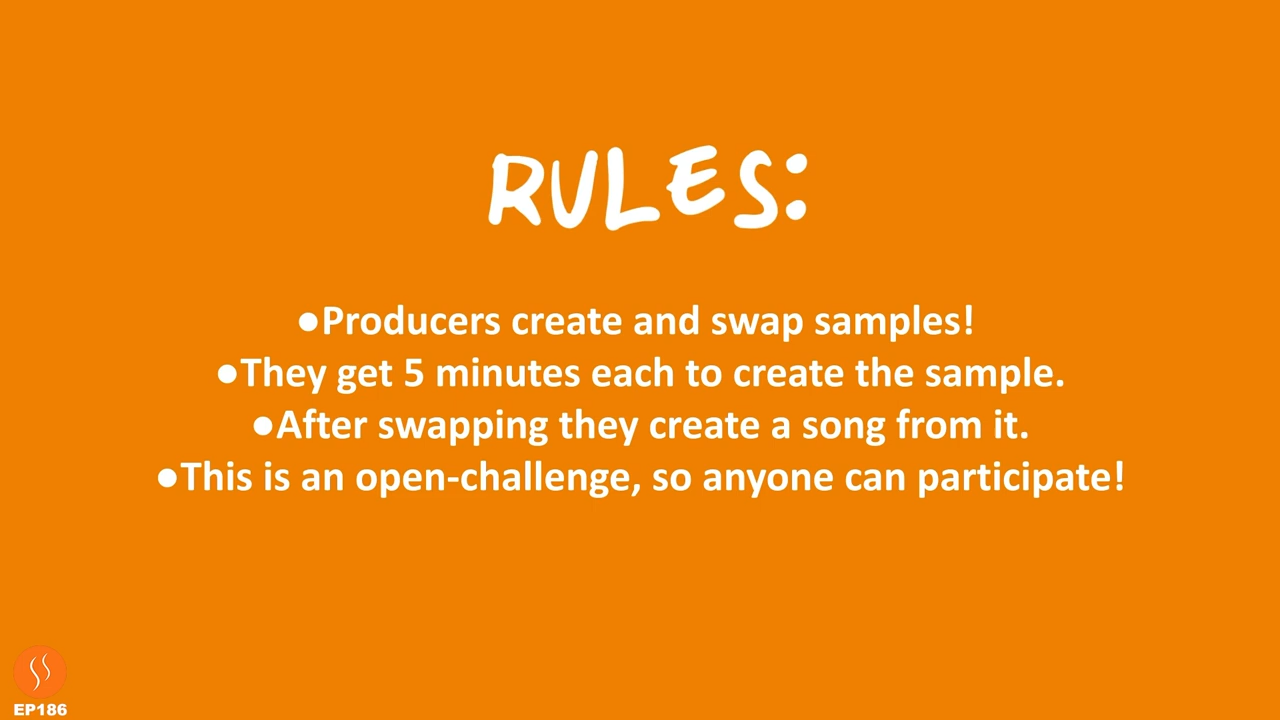 RULES:
●Producers create and swap samples!
●They get 5 minutes each to create the sample.
●After swapping they create a song from it.
●This is an open-challenge, so anyone can participate!
EP186